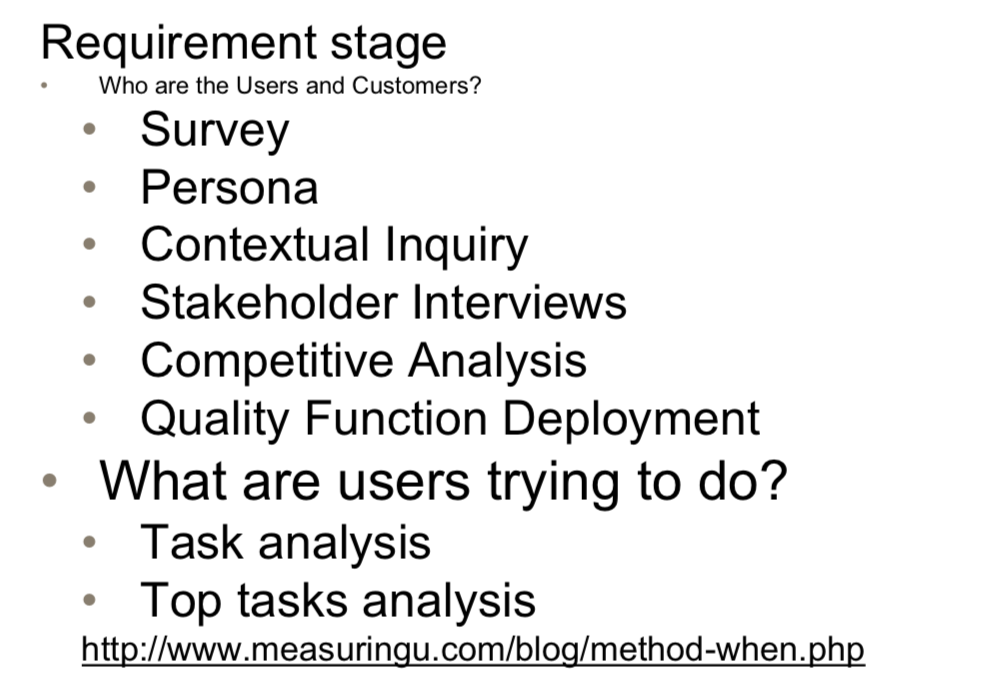 Requirement stage
• Who are the Users and Customers?
• Survey
• Persona
• Contextual Inquiry
• Stakeholder Interviews
• Competitive Analysis
• Quality Function Deployment
• What are users trying to do?
• Task analysis
• Top tasks analysis
http://www.measuringu.com/blog/method-when.php